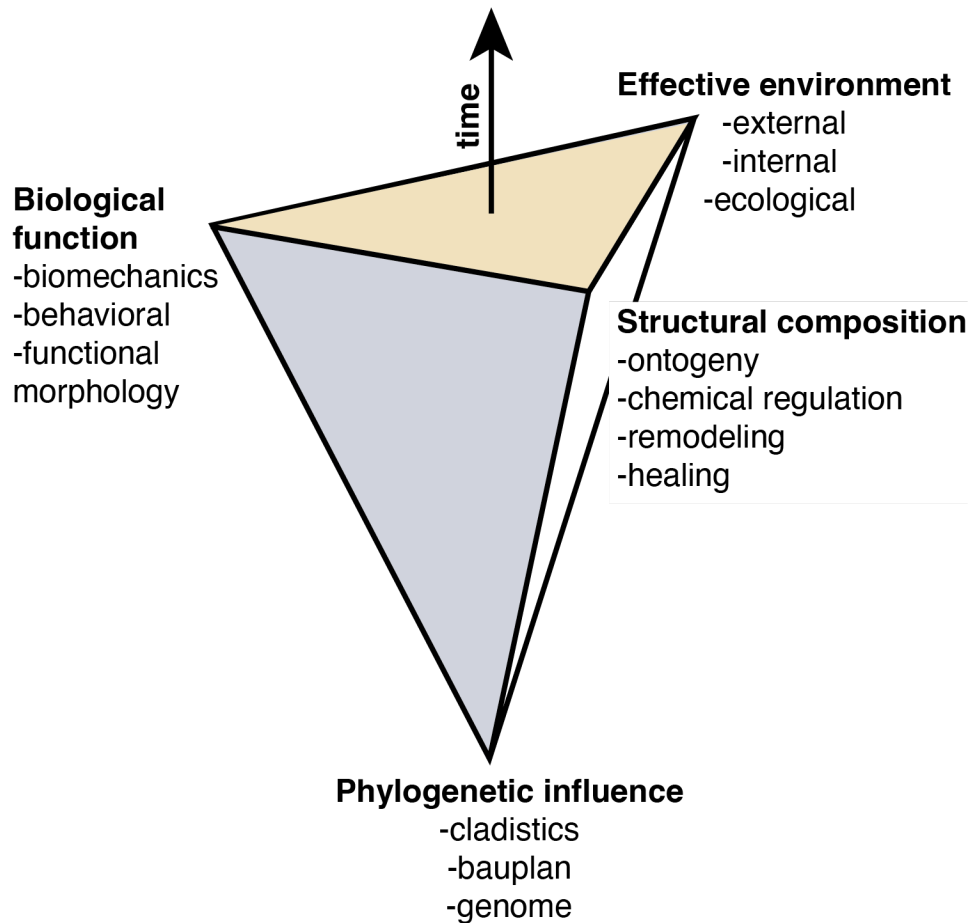 time
Effective environment
-external
-internal
-ecological
Biological
function
-biomechanics
-behavioral
-functional
morphology
Structural composition
-ontogeny
-chemical regulation
-remodeling
-healing
Phylogenetic influence
-cladistics
-bauplan
-genome